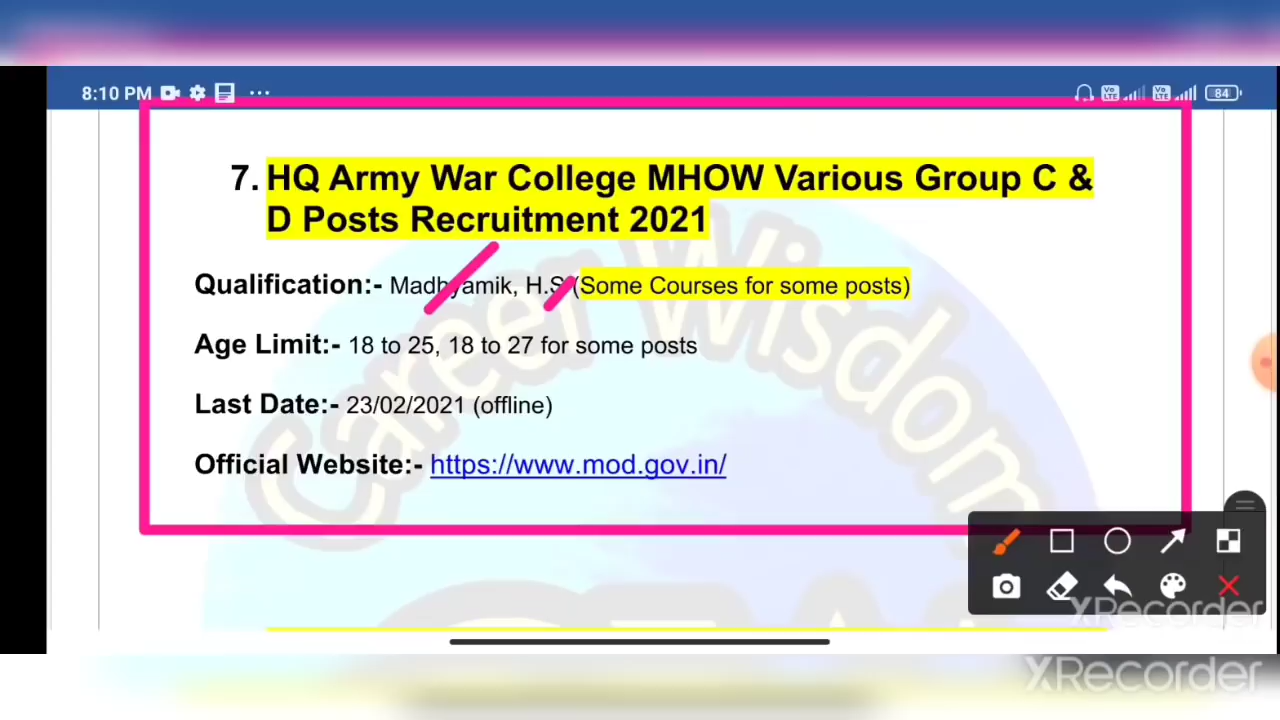 8:10 PM
84
7. HQ Army War College MHOW Various Group C &
D Posts Recruitment 2021
Qualification:- Madhyamik, H.S (Some Courses for some posts)
Age Limit:- 18 to 25, 18 to 27 for some posts
Last Date:- 23/02/2021 (offline)
Official Website:- https://www.mod.gov.in/
Career Wisdom
XRecorder
XRecorder